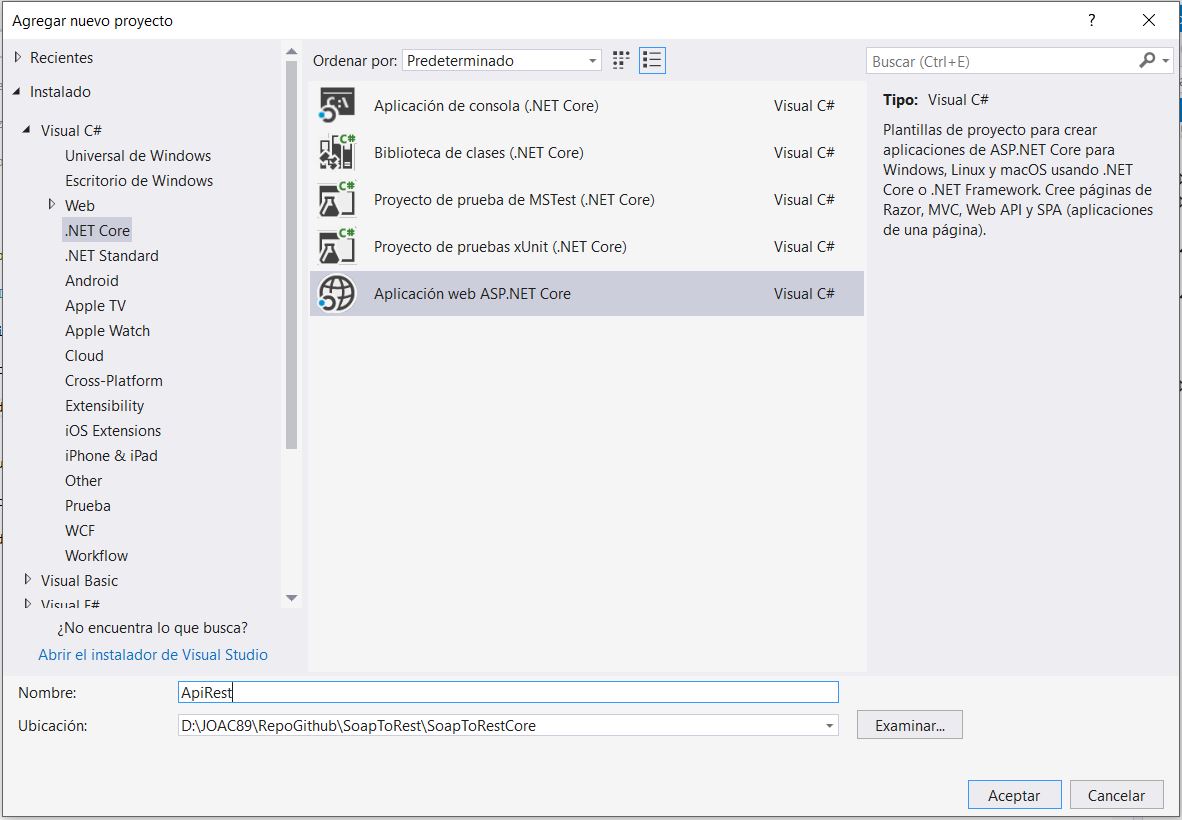 Agregar nuevo proyecto
?
Recientes
Instalado
Visual C#
Universal de Windows
Escritorio de Windows
Web
.NET Core
.NET Standard
Android
Apple TV
Apple Watch
Cloud
Cross-Platform
Extensibility
iOS Extensions
iPhone & iPad
Other
Prueba
WCF
Workflow
Visual Basic
Visual F#
¿No encuentra lo que busca?
Abrir el instalador de Visual Studio
Ordenar por: Predeterminado
Aplicación de consola (.NET Core) Visual C#
Biblioteca de clases (.NET Core) Visual C#
Proyecto de prueba de MSTest (.NET Core) Visual C#
Proyecto de pruebas xUnit (.NET Core) Visual C#
Aplicación web ASP.NET Core Visual C#
Buscar (Ctrl+E)
Tipo: Visual C#
Plantillas de proyecto para crear
aplicaciones de ASP.NET Core para
Windows, Linux y macOS usando .NET
Core o .NET Framework. Cree páginas de
Razor, MVC, Web API y SPA (aplicaciones
de una página).
Nombre: ApiRest
Ubicación: D:\JOAC89\RepoGithub\SoapToRest\SoapToRestCore
Examinar...
Aceptar Cancelar